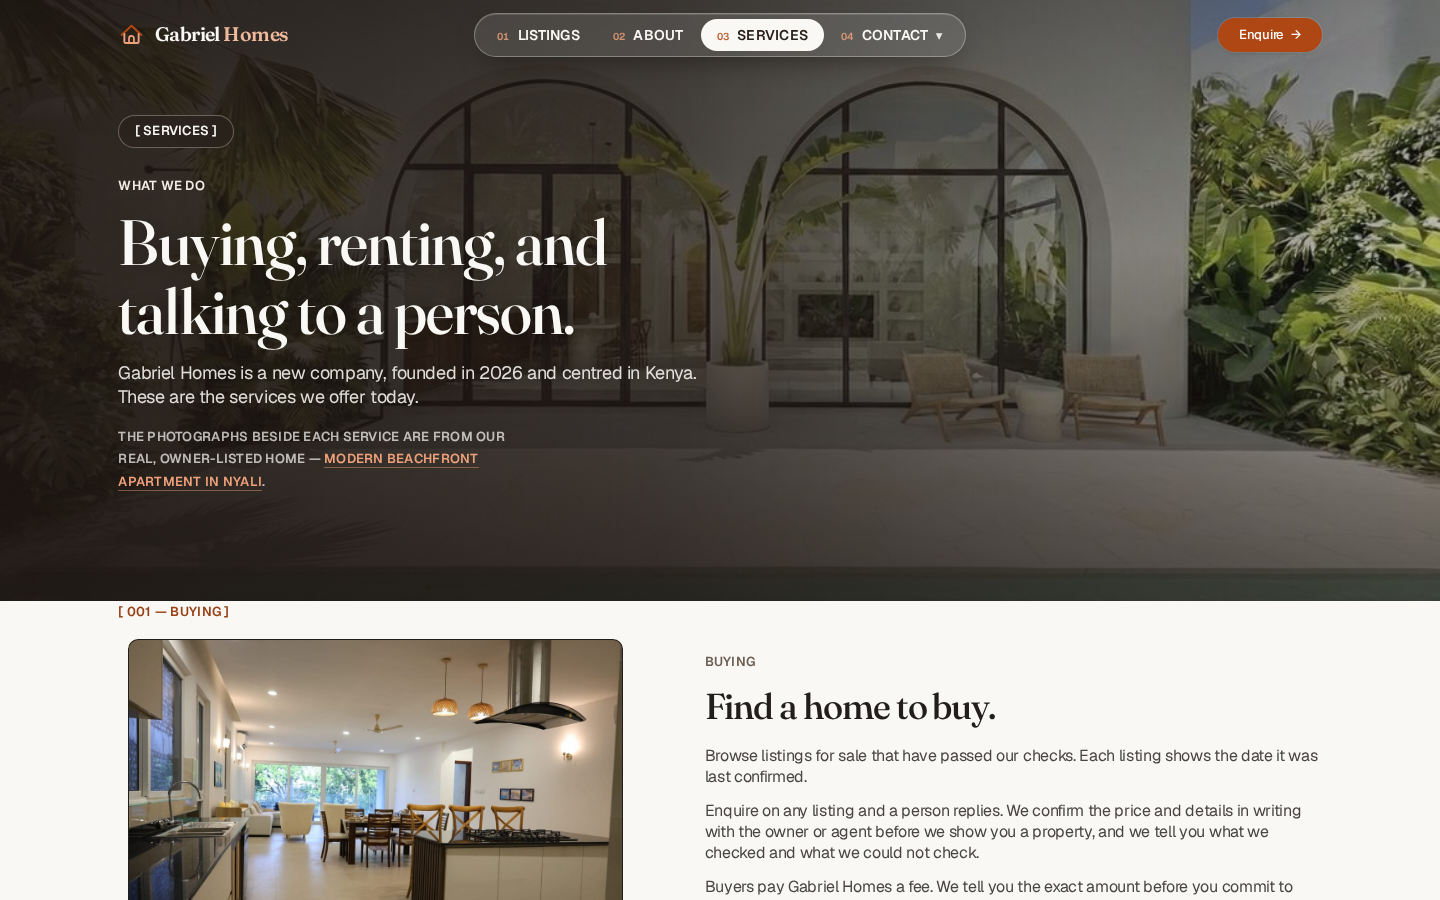 Gabriel Homes
01 LISTINGS
02 ABOUT
03 SERVICES
04 CONTACT ▼
Enquire →
[ SERVICES ]
WHAT WE DO
Buying, renting, and
talking to a person.
Gabriel Homes is a new company, founded in 2026 and centred in Kenya.
These are the services we offer today.
THE PHOTOGRAPHS BESIDE EACH SERVICE ARE FROM OUR
REAL, OWNER-LISTED HOME — MODERN BEACHFRONT
APARTMENT IN NYALI.
[ 001 — BUYING ]
BUYING
Find a home to buy.
Browse listings for sale that have passed our checks. Each listing shows the date it was
last confirmed.
Enquire on any listing and a person replies. We confirm the price and details in writing
with the owner or agent before we show you a property, and we tell you what we
checked and what we could not check.
Buyers pay Gabriel Homes a fee. We tell you the exact amount before you commit to